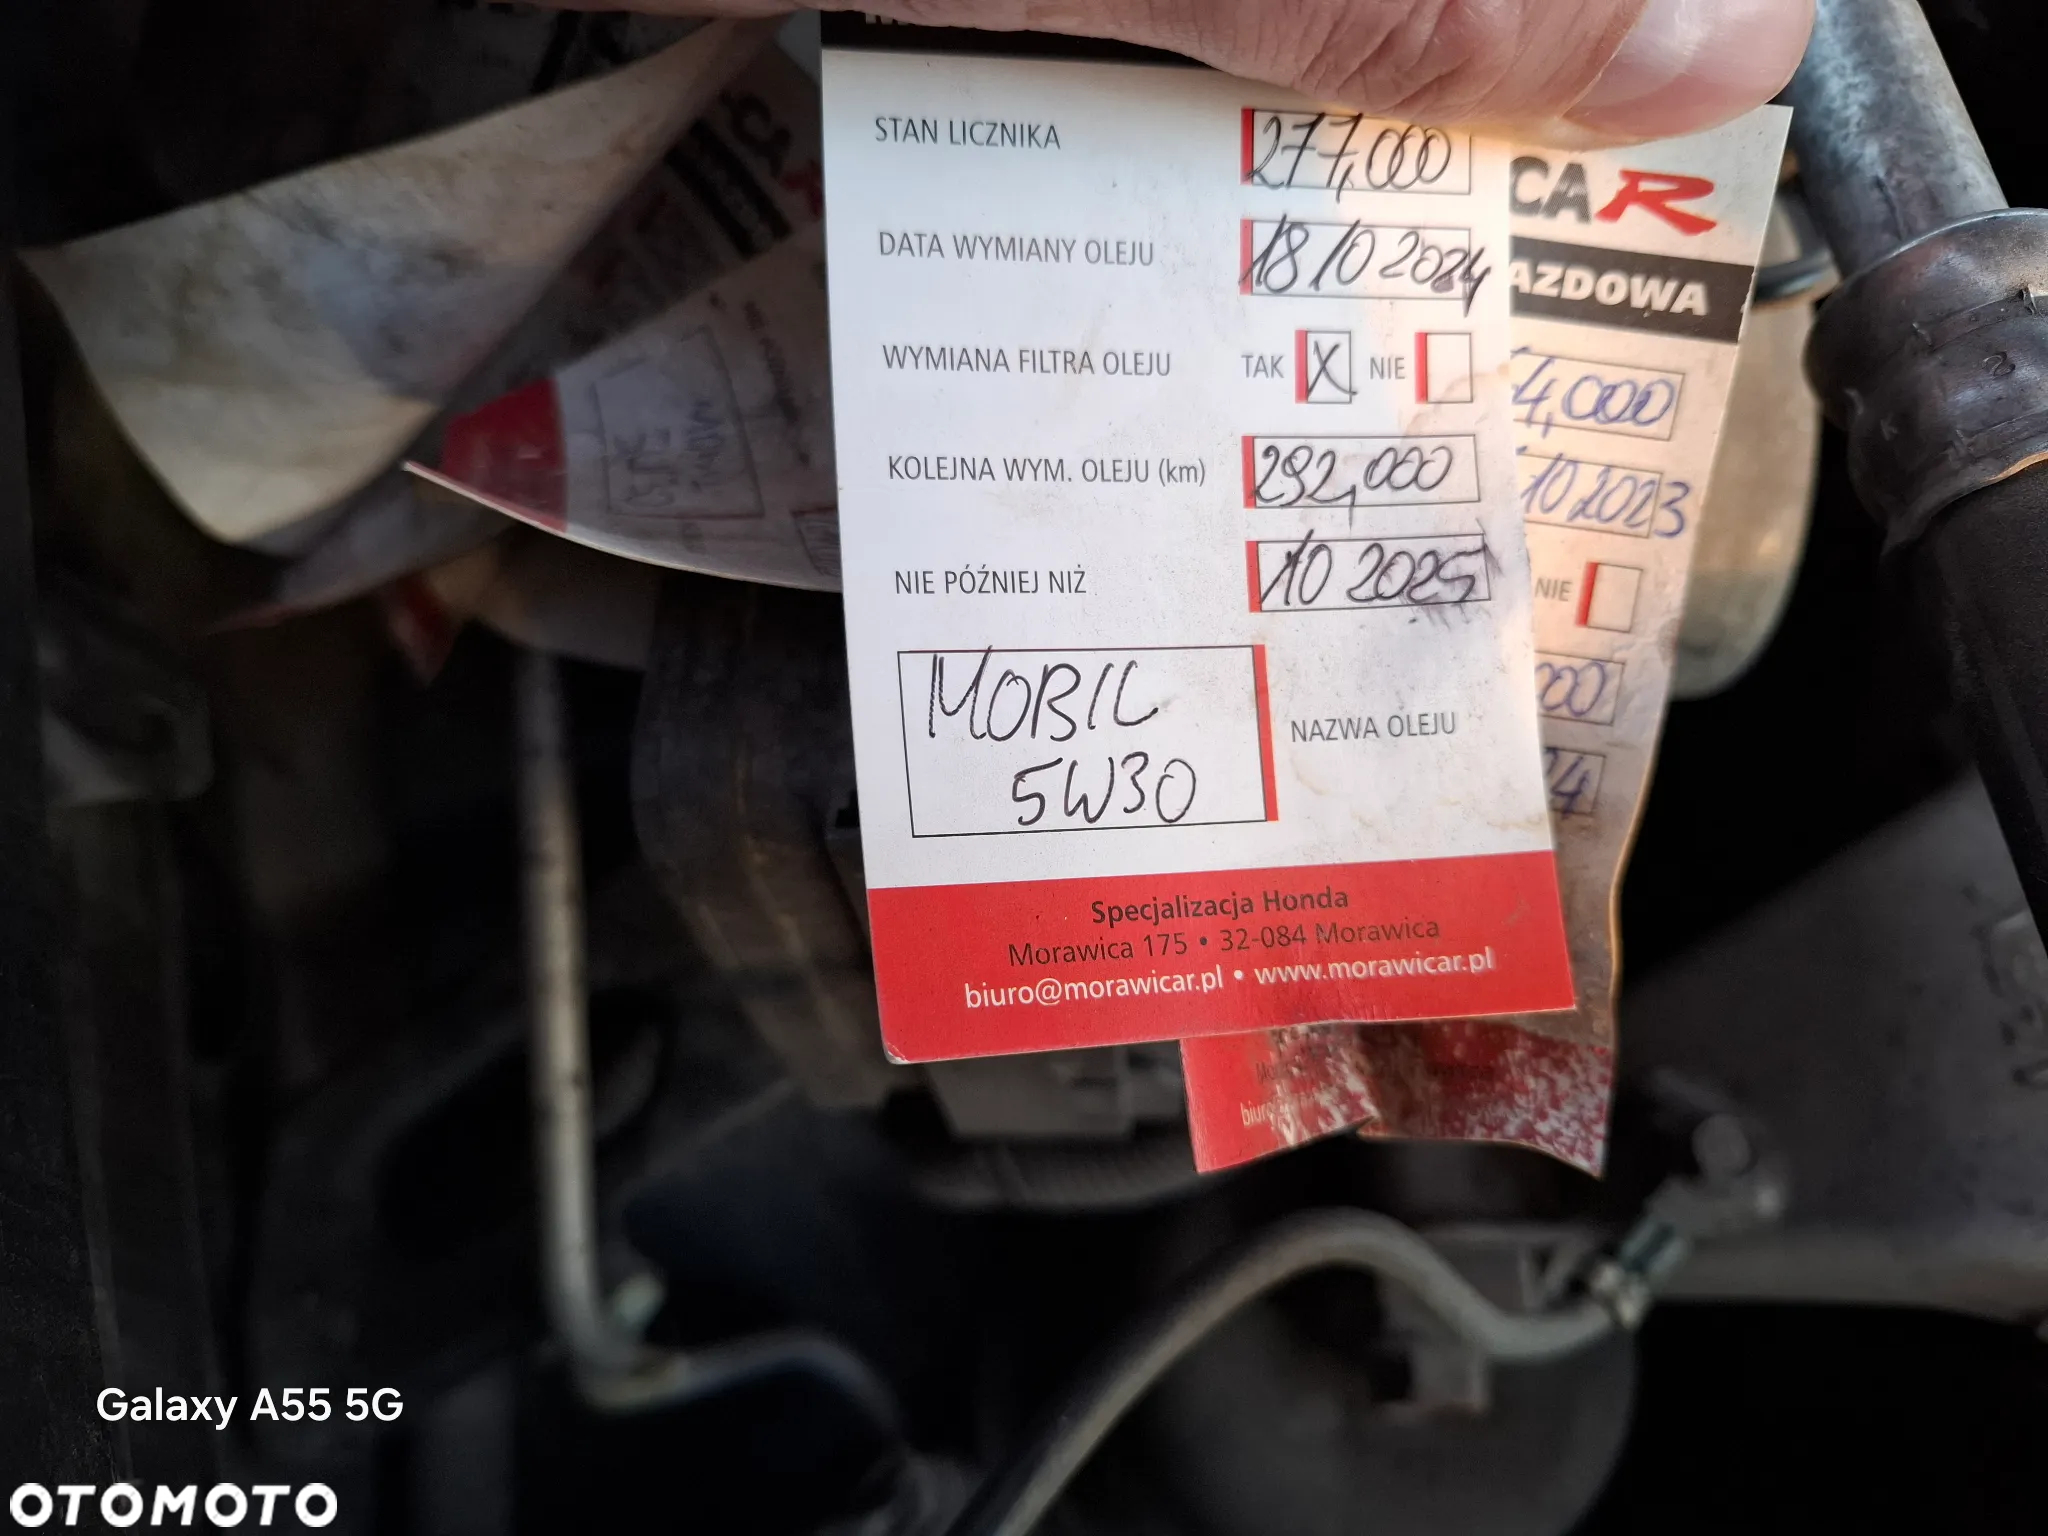 STAN LICZNIKA 277,000
DATA WYMIANY OLEJU 18 10 2024
WYMIANA FILTRA OLEJU TAK X NIE
KOLEJNA WYM. OLEJU (km) 292,000
NIE PÓŹNIEJ NIŻ 10 2025
MOBIL
5W30
NAZWA OLEJU
Specjalizacja Honda
Morawica 175 • 32-084 Morawica
biuro@morawicar.pl • www.morawicar.pl
CAR
AZDOWA
4,000
10 2023
NIE
000
Galaxy A55 5G
OTOMOTO